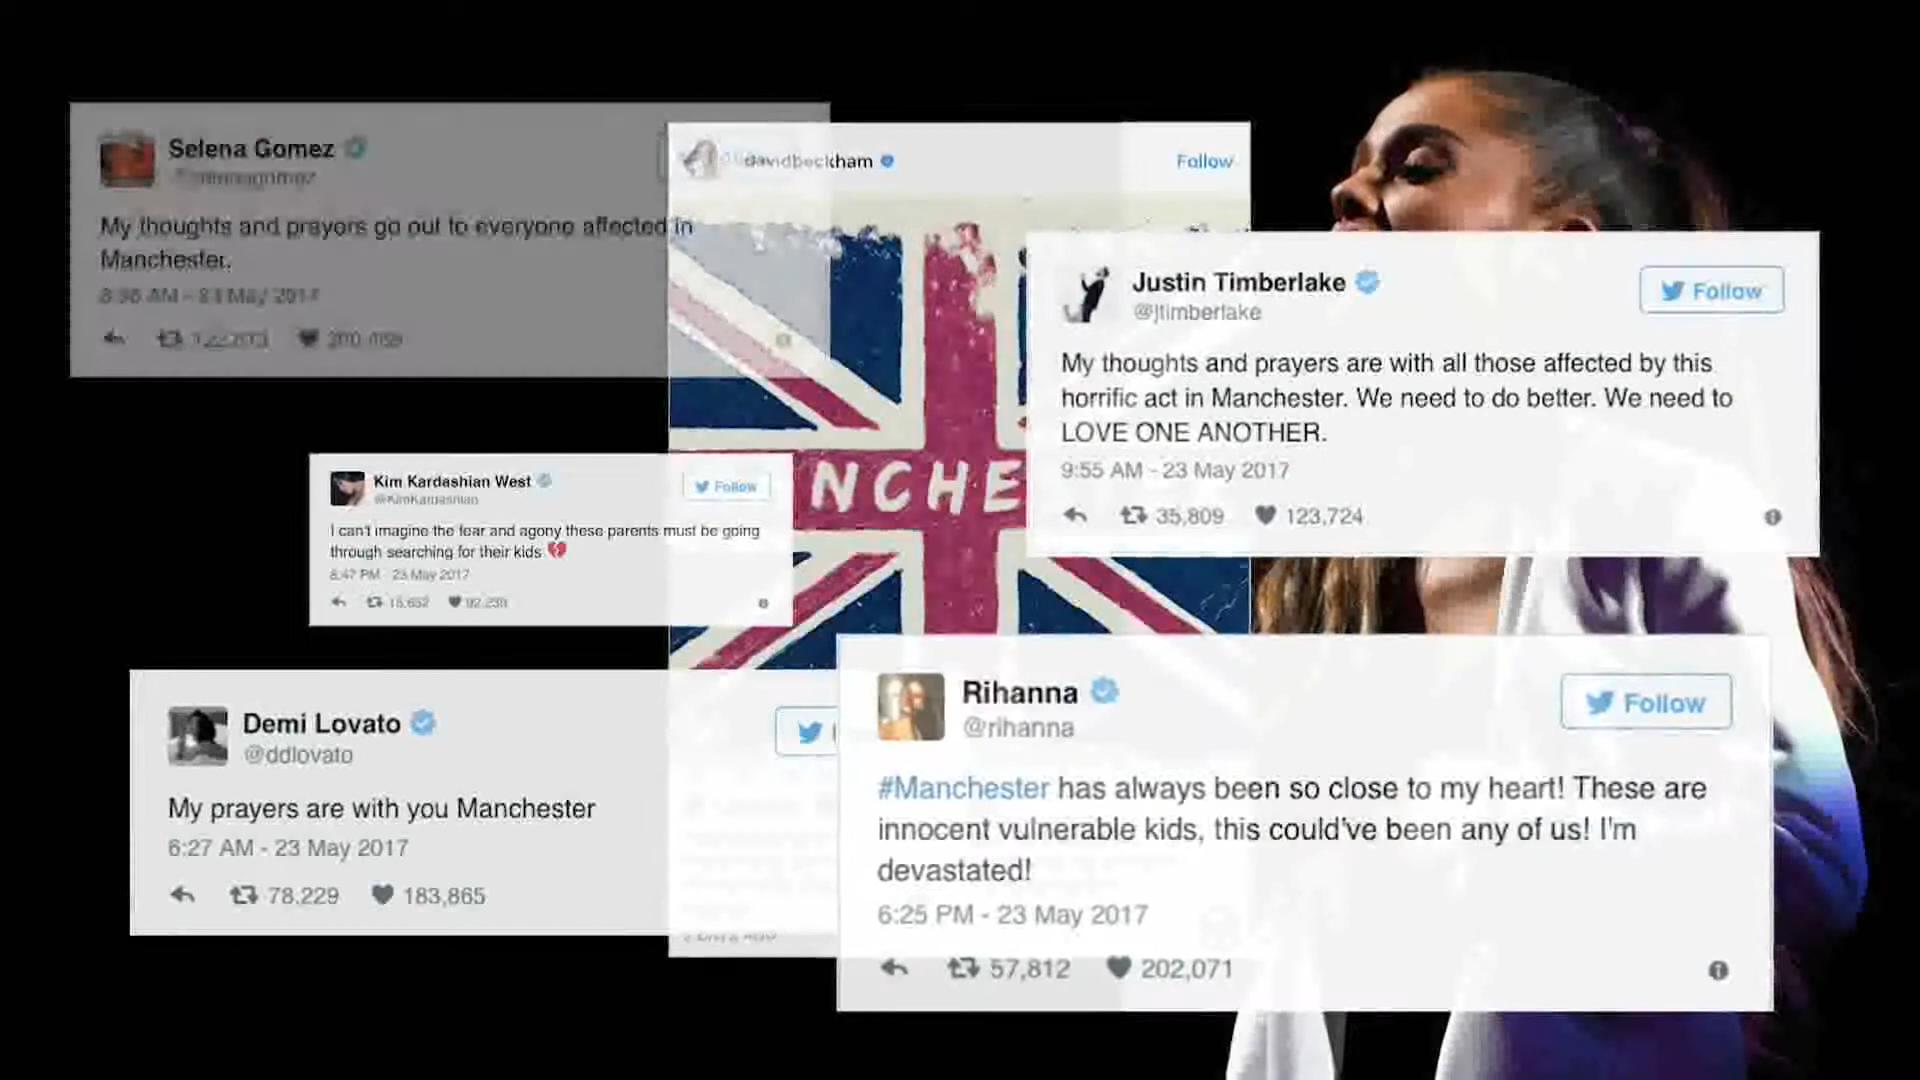 Selena Gomez
My thoughts and prayers go out to everyone affected in
Manchester.
davidbeckham
Follow
NCHE
Justin Timberlake
@jtimberlake
Follow
My thoughts and prayers are with all those affected by this
horrific act in Manchester. We need to do better. We need to
LOVE ONE ANOTHER.
9:55 AM - 23 May 2017
35,809 123,724
Kim Kardashian West
@KimKardashian
Follow
I can't imagine the fear and agony these parents must be going
through searching for their kids 💔
8:47 PM - 23 May 2017
Demi Lovato
@ddlovato
My prayers are with you Manchester
6:27 AM - 23 May 2017
78,229 183,865
Rihanna
@rihanna
Follow
#Manchester has always been so close to my heart! These are
innocent vulnerable kids, this could've been any of us! I'm
devastated!
6:25 PM - 23 May 2017
57,812 202,071